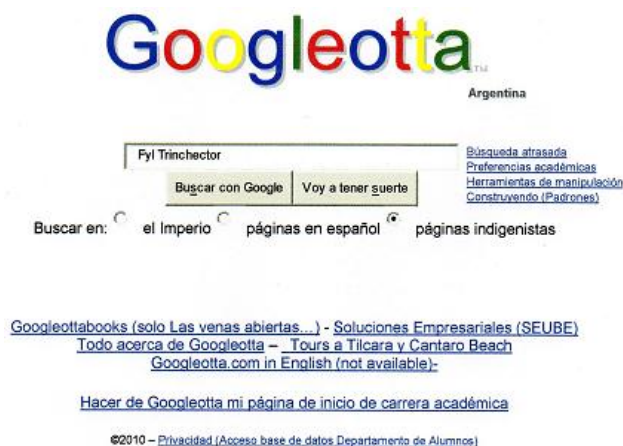 Googleotta TM
Argentina
Fyl Trinchector
Búsqueda atrasada
Preferencias académicas
Buscar con Google Voy a tener suerte
Herramientas de manipulación
Construyendo (Padrones)
Buscar en: el Imperio páginas en español páginas indigenistas
Googleottabooks (solo Las venas abiertas...) - Soluciones Empresariales (SEUBE)
Todo acerca de Googleotta – Tours a Tilcara y Cantaro Beach
Googleotta.com in English (not available)-
Hacer de Googleotta mi página de inicio de carrera académica
©2010 – Privacidad (Acceso base de datos Departamento de Alumnos)